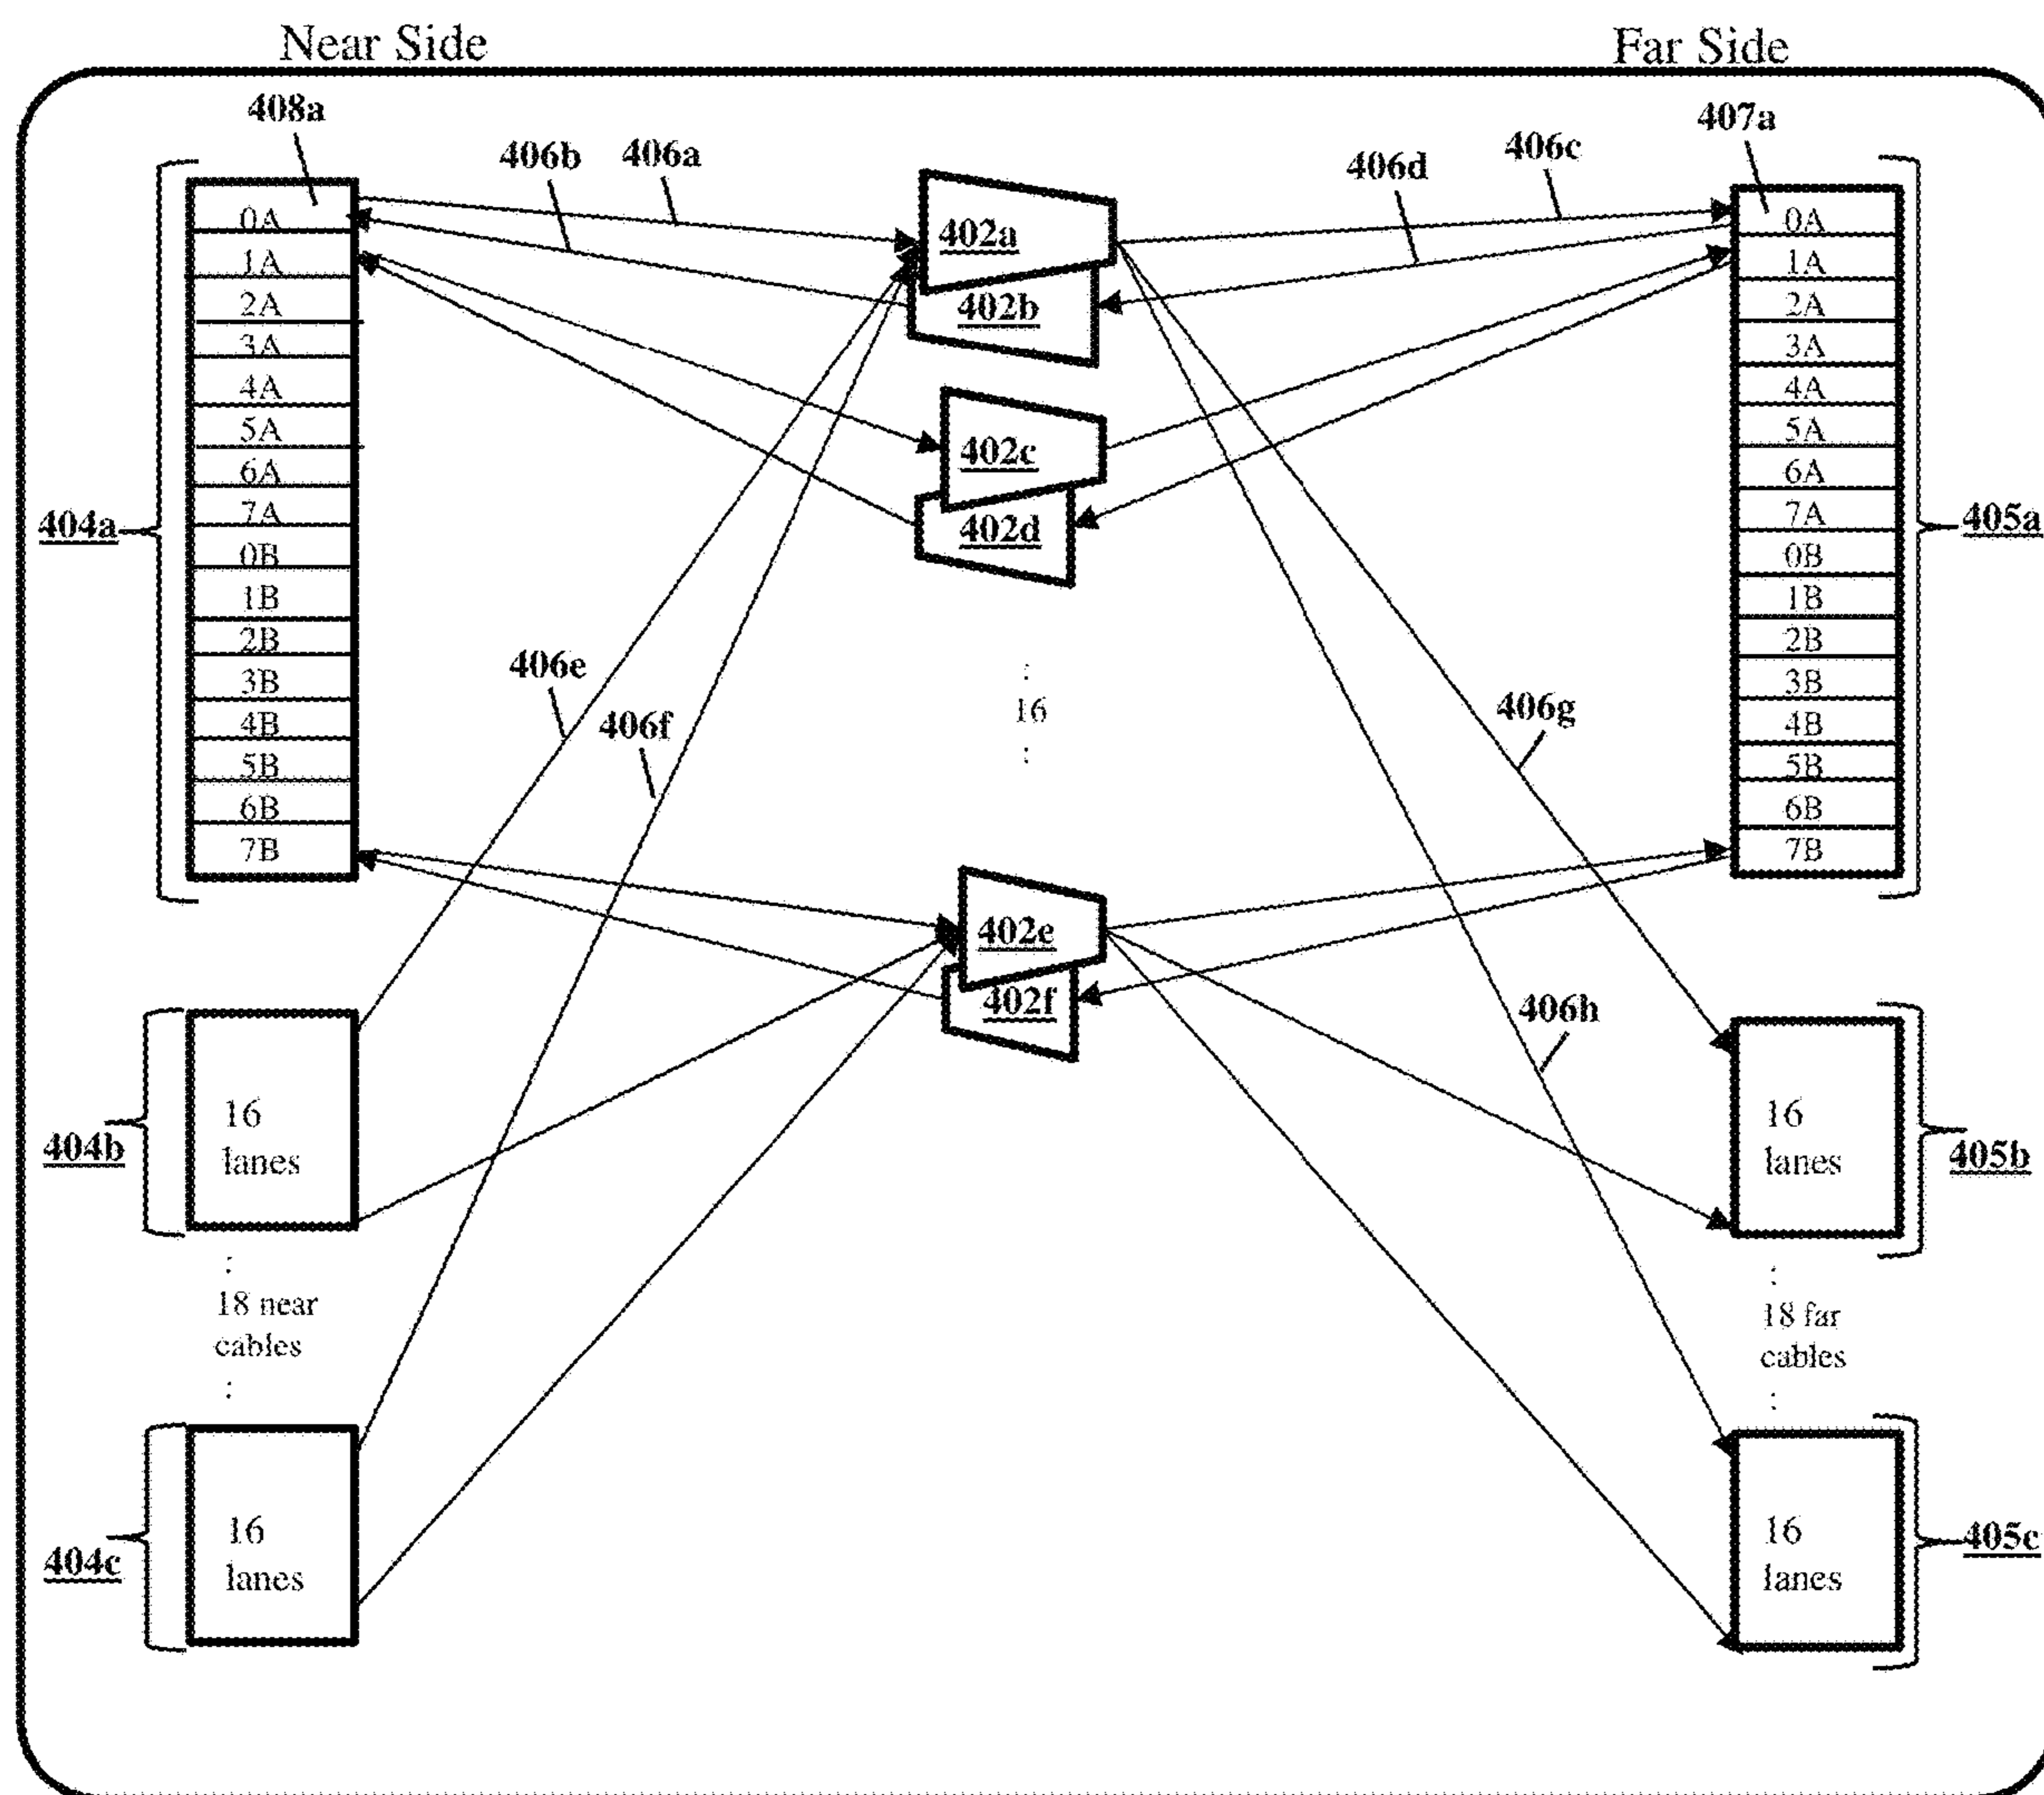 Near Side
Far Side
408a
406b
406a
406d
406c
407a
0A
1A
2A
3A
4A
5A
6A
7A
0B
1B
2B
3B
4B
5B
6B
7B
404a
402a
402b
402c
402d
:
16
:
402e
402f
406e
406f
406g
406h
0A
1A
2A
3A
4A
5A
6A
7A
0B
1B
2B
3B
4B
5B
6B
7B
405a
404b
16
lanes
16
lanes
405b
:
18 near
cables
:
:
18 far
cables
:
404c
16
lanes
16
lanes
405c